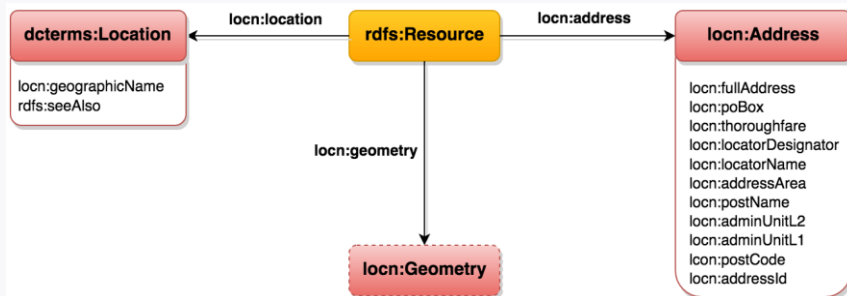 locn:location
locn:address
dcterms:Location
rdfs:Resource
locn:Address
locn:geographicName
rdfs:seeAlso
locn:geometry
locn:Geometry
locn:fullAddress
locn:poBox
locn:thoroughfare
locn:locatorDesignator
locn:locatorName
locn:addressArea
locn:postName
locn:adminUnitL2
locn:adminUnitL1
lcon:postCode
locn:addressId